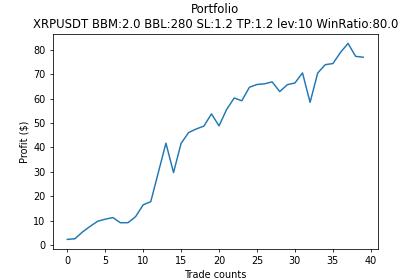 Portfolio
XRPUSDT BBM:2.0 BBL:280 SL:1.2 TP:1.2 lev:10 WinRatio:80.0
80
70
60
50
40
30
20
10
0
Profit ($)
0 5 10 15 20 25 30 35 40
Trade counts